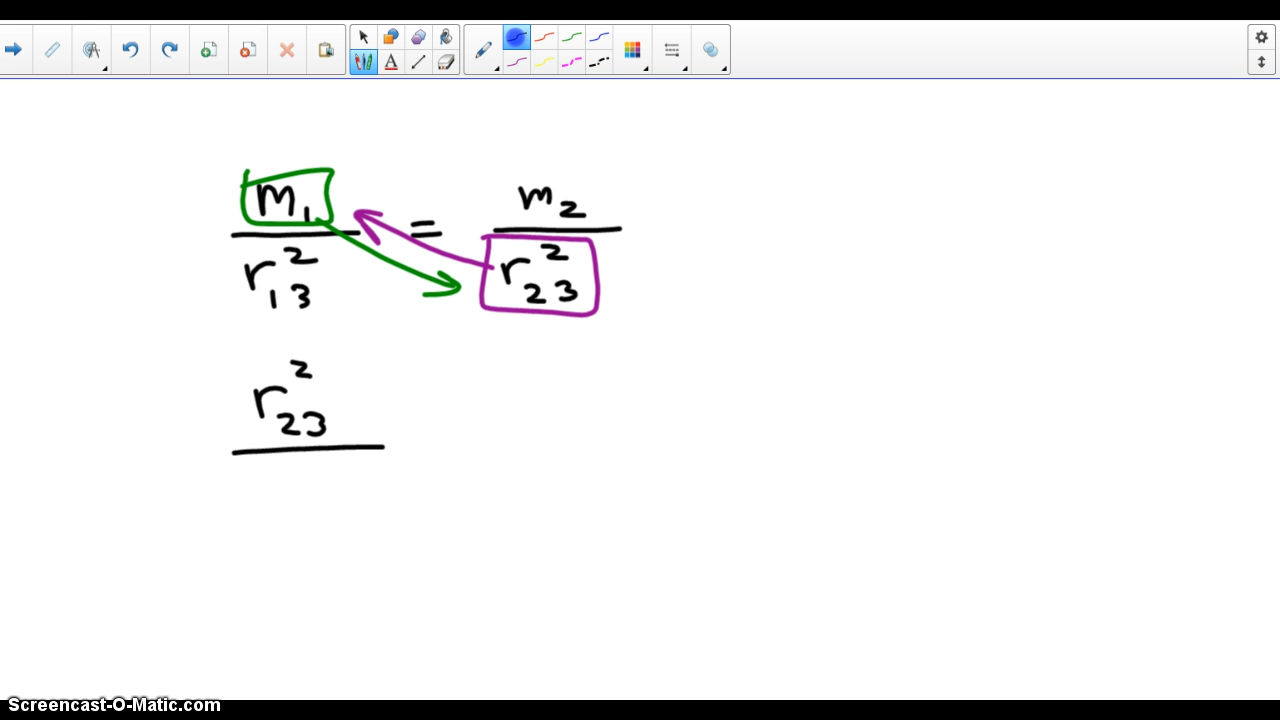 m₁ / r₁₃² = m₂ / r₂₃²
r₂₃²
Screencast-O-Matic.com